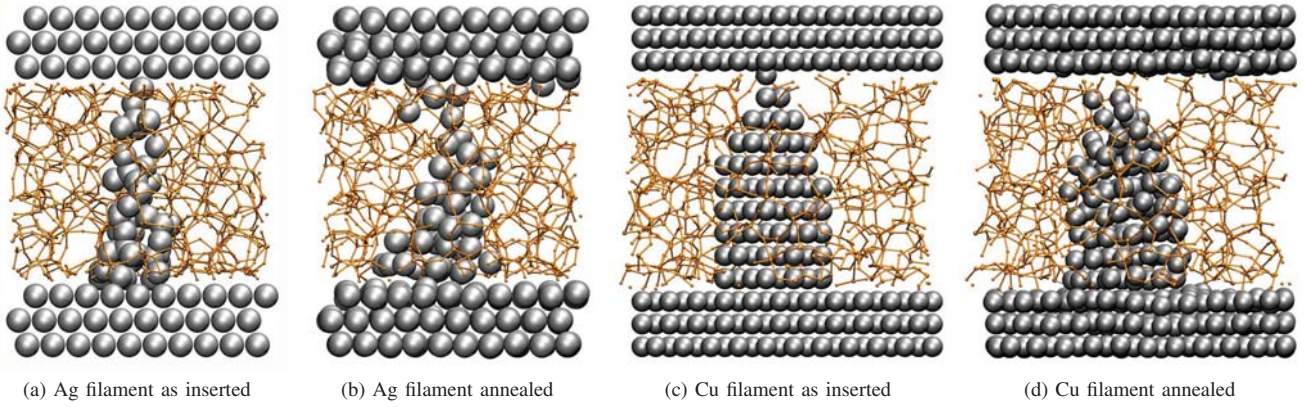 (a) Ag filament as inserted
(b) Ag filament annealed
(c) Cu filament as inserted
(d) Cu filament annealed